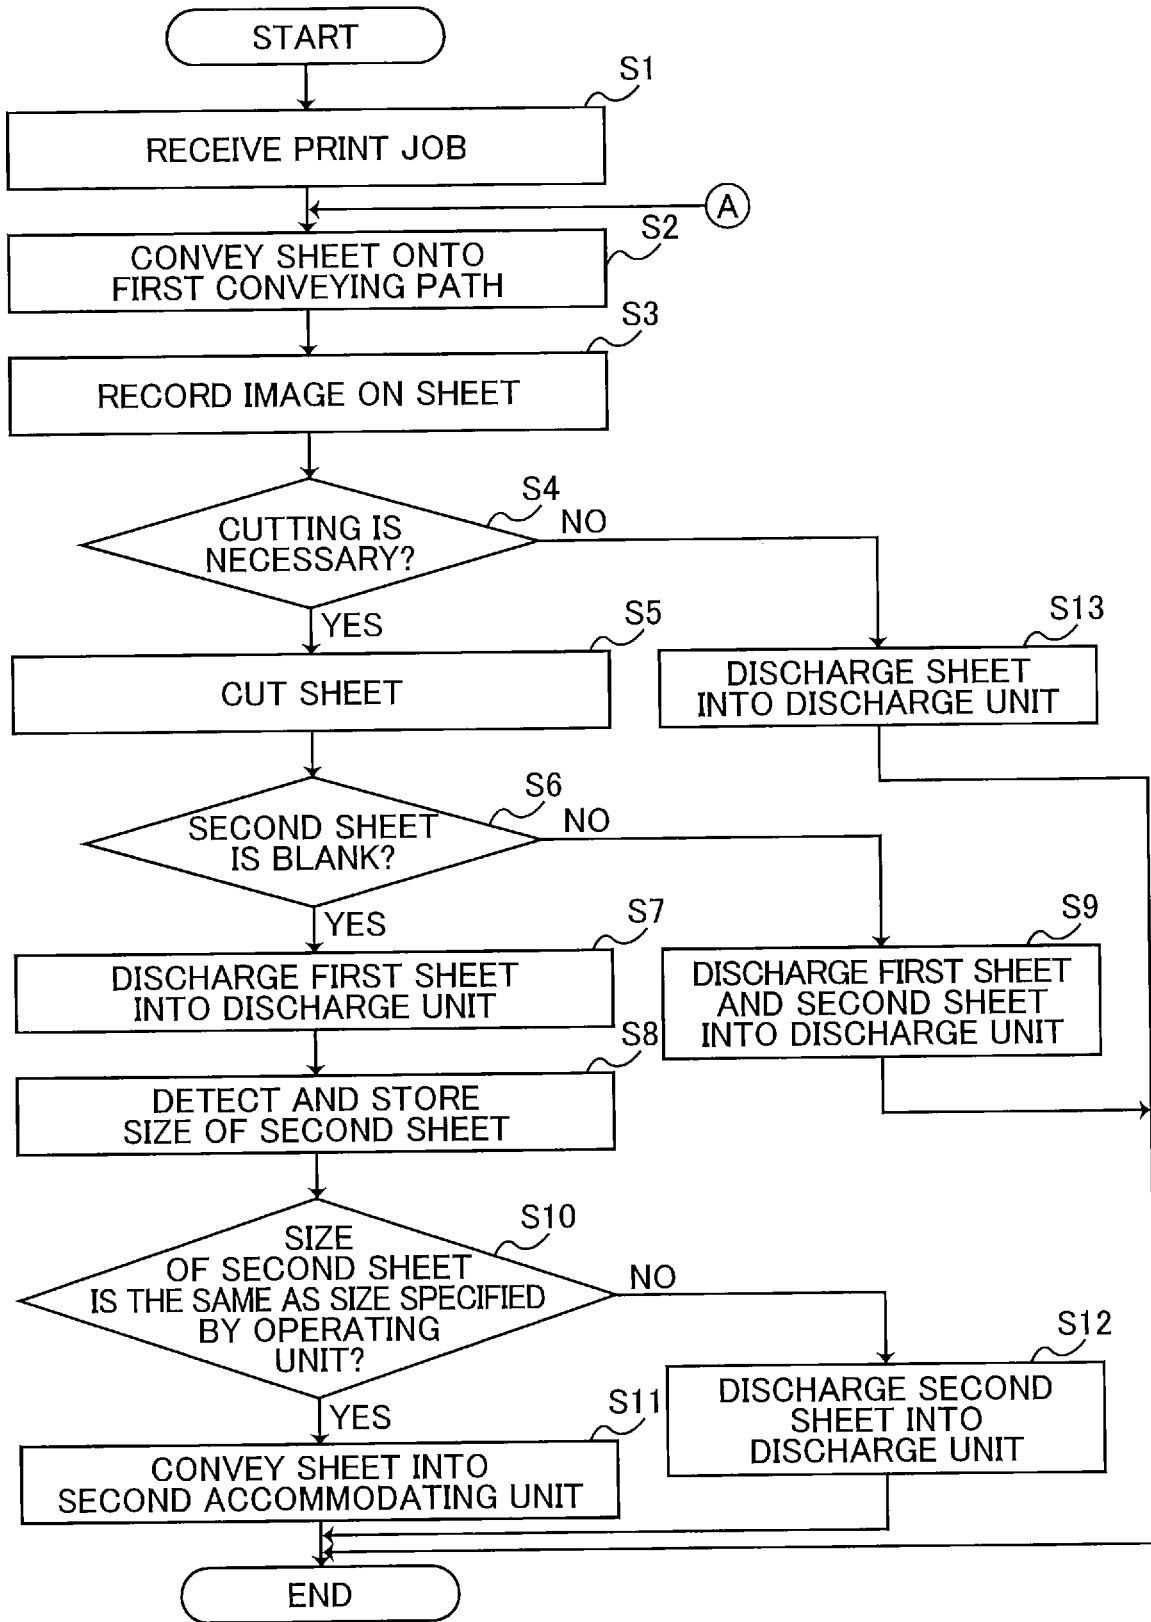 START
S1
RECEIVE PRINT JOB
A
S2
CONVEY SHEET ONTO
FIRST CONVEYING PATH
S3
RECORD IMAGE ON SHEET
S4
CUTTING IS
NECESSARY?
NO
YES
S5
CUT SHEET
S13
DISCHARGE SHEET
INTO DISCHARGE UNIT
S6
SECOND SHEET
IS BLANK?
NO
YES
S7
DISCHARGE FIRST SHEET
INTO DISCHARGE UNIT
S9
DISCHARGE FIRST SHEET
AND SECOND SHEET
INTO DISCHARGE UNIT
S8
DETECT AND STORE
SIZE OF SECOND SHEET
S10
SIZE
OF SECOND SHEET
IS THE SAME AS SIZE SPECIFIED
BY OPERATING
UNIT?
NO
YES
S12
DISCHARGE SECOND
SHEET INTO
DISCHARGE UNIT
S11
CONVEY SHEET INTO
SECOND ACCOMMODATING UNIT
END